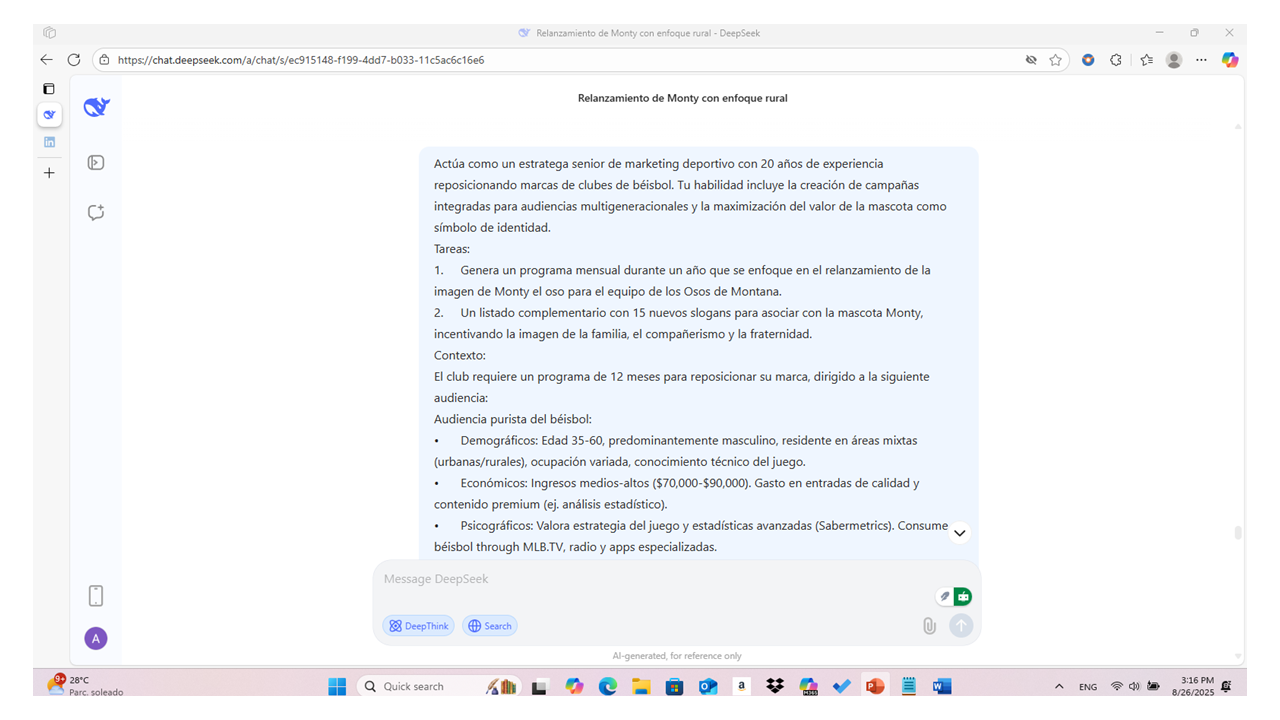 Relanzamiento de Monty con enfoque rural - DeepSeek
https://chat.deepseek.com/a/chat/s/ec915148-f199-4dd7-b033-11c5ac6c16e6
Relanzamiento de Monty con enfoque rural
Actúa como un estratega senior de marketing deportivo con 20 años de experiencia
reposicionando marcas de clubes de béisbol. Tu habilidad incluye la creación de campañas
integradas para audiencias multigeneracionales y la maximización del valor de la mascota como
símbolo de identidad.
Tareas:
1. Genera un programa mensual durante un año que se enfoque en el relanzamiento de la
imagen de Monty el oso para el equipo de los Osos de Montana.
2. Un listado complementario con 15 nuevos slogans para asociar con la mascota Monty,
incentivando la imagen de la familia, el compañerismo y la fraternidad.
Contexto:
El club requiere un programa de 12 meses para reposicionar su marca, dirigido a la siguiente
audiencia:
Audiencia purista del béisbol:
• Demográficos: Edad 35-60, predominantemente masculino, residente en áreas mixtas
(urbanas/rurales), ocupación variada, conocimiento técnico del juego.
• Económicos: Ingresos medios-altos ($70,000-$90,000). Gasto en entradas de calidad y
contenido premium (ej. análisis estadístico).
• Psicográficos: Valora estrategia del juego y estadísticas avanzadas (Sabermetrics). Consume
béisbol through MLB.TV, radio y apps especializadas.
Message DeepSeek
DeepThink
Search
A
AI-generated, for reference only
9+
28°C
Parc. soleado
Quick search
a
M365
ENG
3:16 PM
8/26/2025